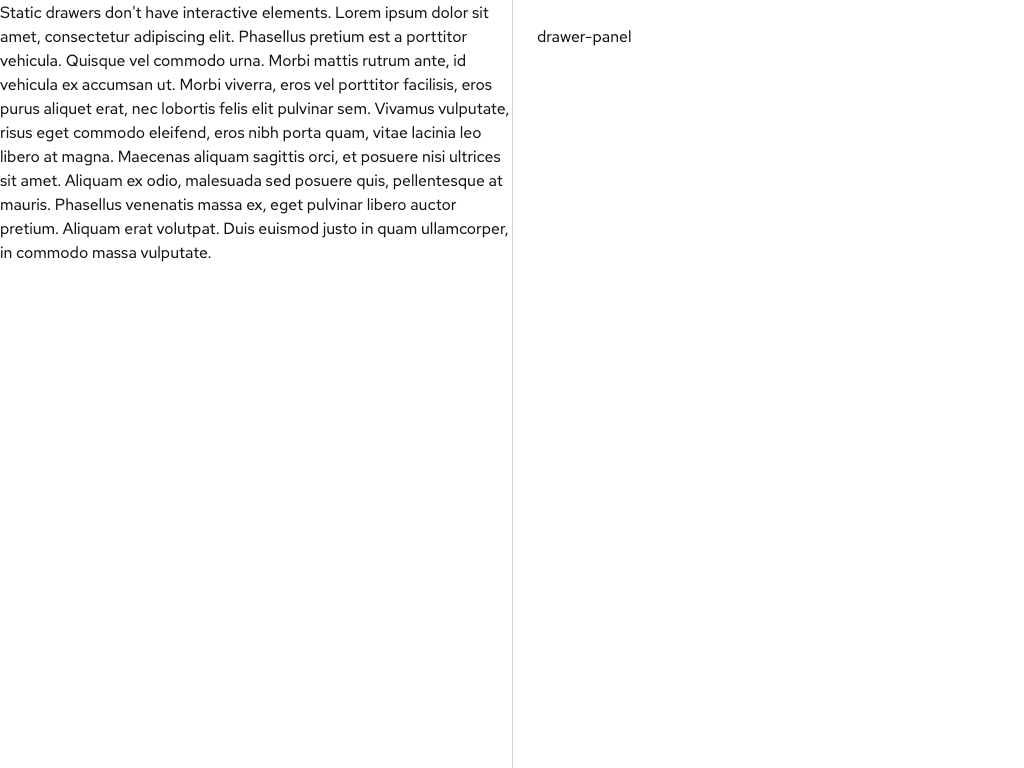 Static drawers don't have interactive elements. Lorem ipsum dolor sit
amet, consectetur adipiscing elit. Phasellus pretium est a porttitor
vehicula. Quisque vel commodo urna. Morbi mattis rutrum ante, id
vehicula ex accumsan ut. Morbi viverra, eros vel porttitor facilisis, eros
purus aliquet erat, nec lobortis felis elit pulvinar sem. Vivamus vulputate,
risus eget commodo eleifend, eros nibh porta quam, vitae lacinia leo
libero at magna. Maecenas aliquam sagittis orci, et posuere nisi ultrices
sit amet. Aliquam ex odio, malesuada sed posuere quis, pellentesque at
mauris. Phasellus venenatis massa ex, eget pulvinar libero auctor
pretium. Aliquam erat volutpat. Duis euismod justo in quam ullamcorper,
in commodo massa vulputate.
drawer-panel